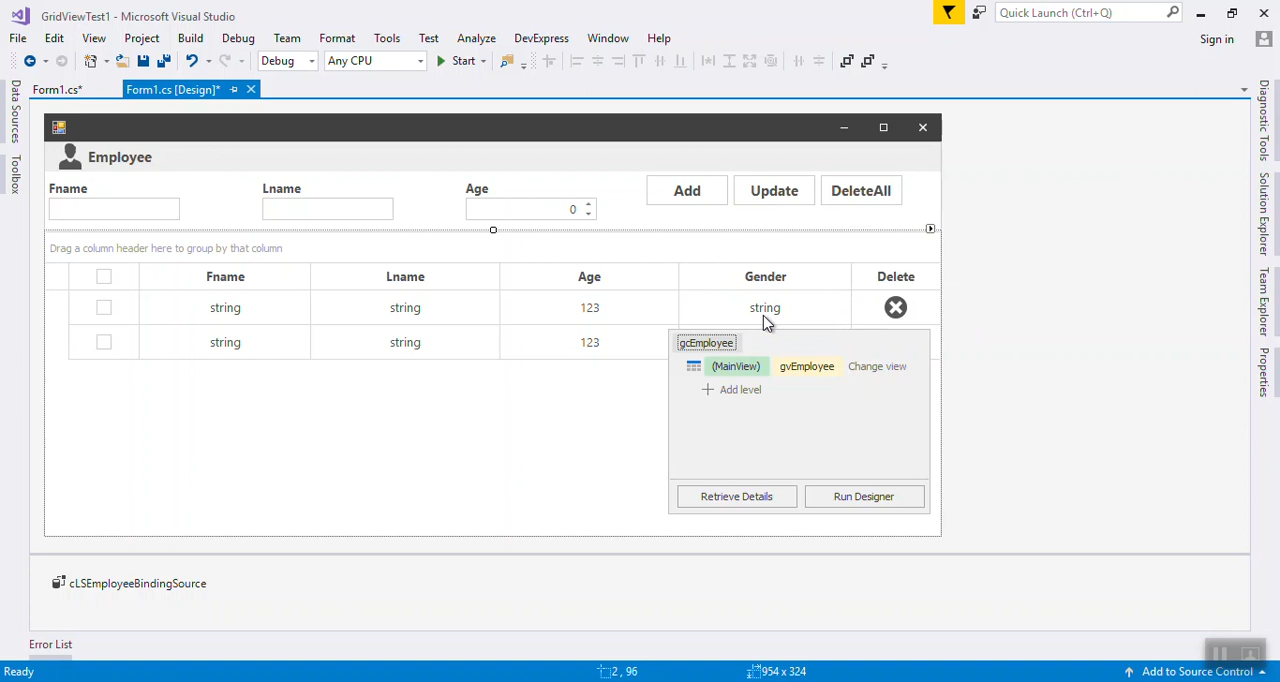 GridViewTest1 - Microsoft Visual Studio
Quick Launch (Ctrl+Q)
File Edit View Project Build Debug Team Format Tools Test Analyze DevExpress Window Help
Sign in
Debug Any CPU Start
Form1.cs* Form1.cs [Design]*
Data Sources
Toolbox
Diagnostic Tools
Solution Explorer
Team Explorer
Properties
Employee
Fname Lname Age
Add Update DeleteAll
0
Drag a column header here to group by that column
Fname Lname Age Gender Delete
string string 123 string
string string 123
gcEmployee
(MainView) gvEmployee Change view
Add level
Retrieve Details Run Designer
cLSEmployeeBindingSource
Error List
Ready 2 , 96 954 x 324 Add to Source Control